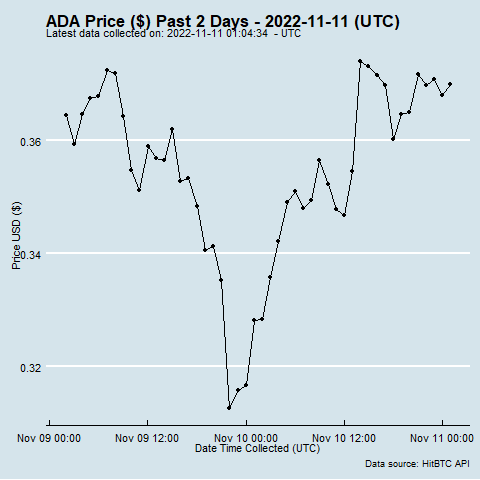 ADA Price ($) Past 2 Days - 2022-11-11 (UTC)
Latest data collected on: 2022-11-11 01:04:34  - UTC
Price USD ($)
0.36
0.34
0.32
Nov 09 00:00
Nov 09 12:00
Nov 10 00:00
Nov 10 12:00
Nov 11 00:00
Date Time Collected (UTC)
Data source: HitBTC API